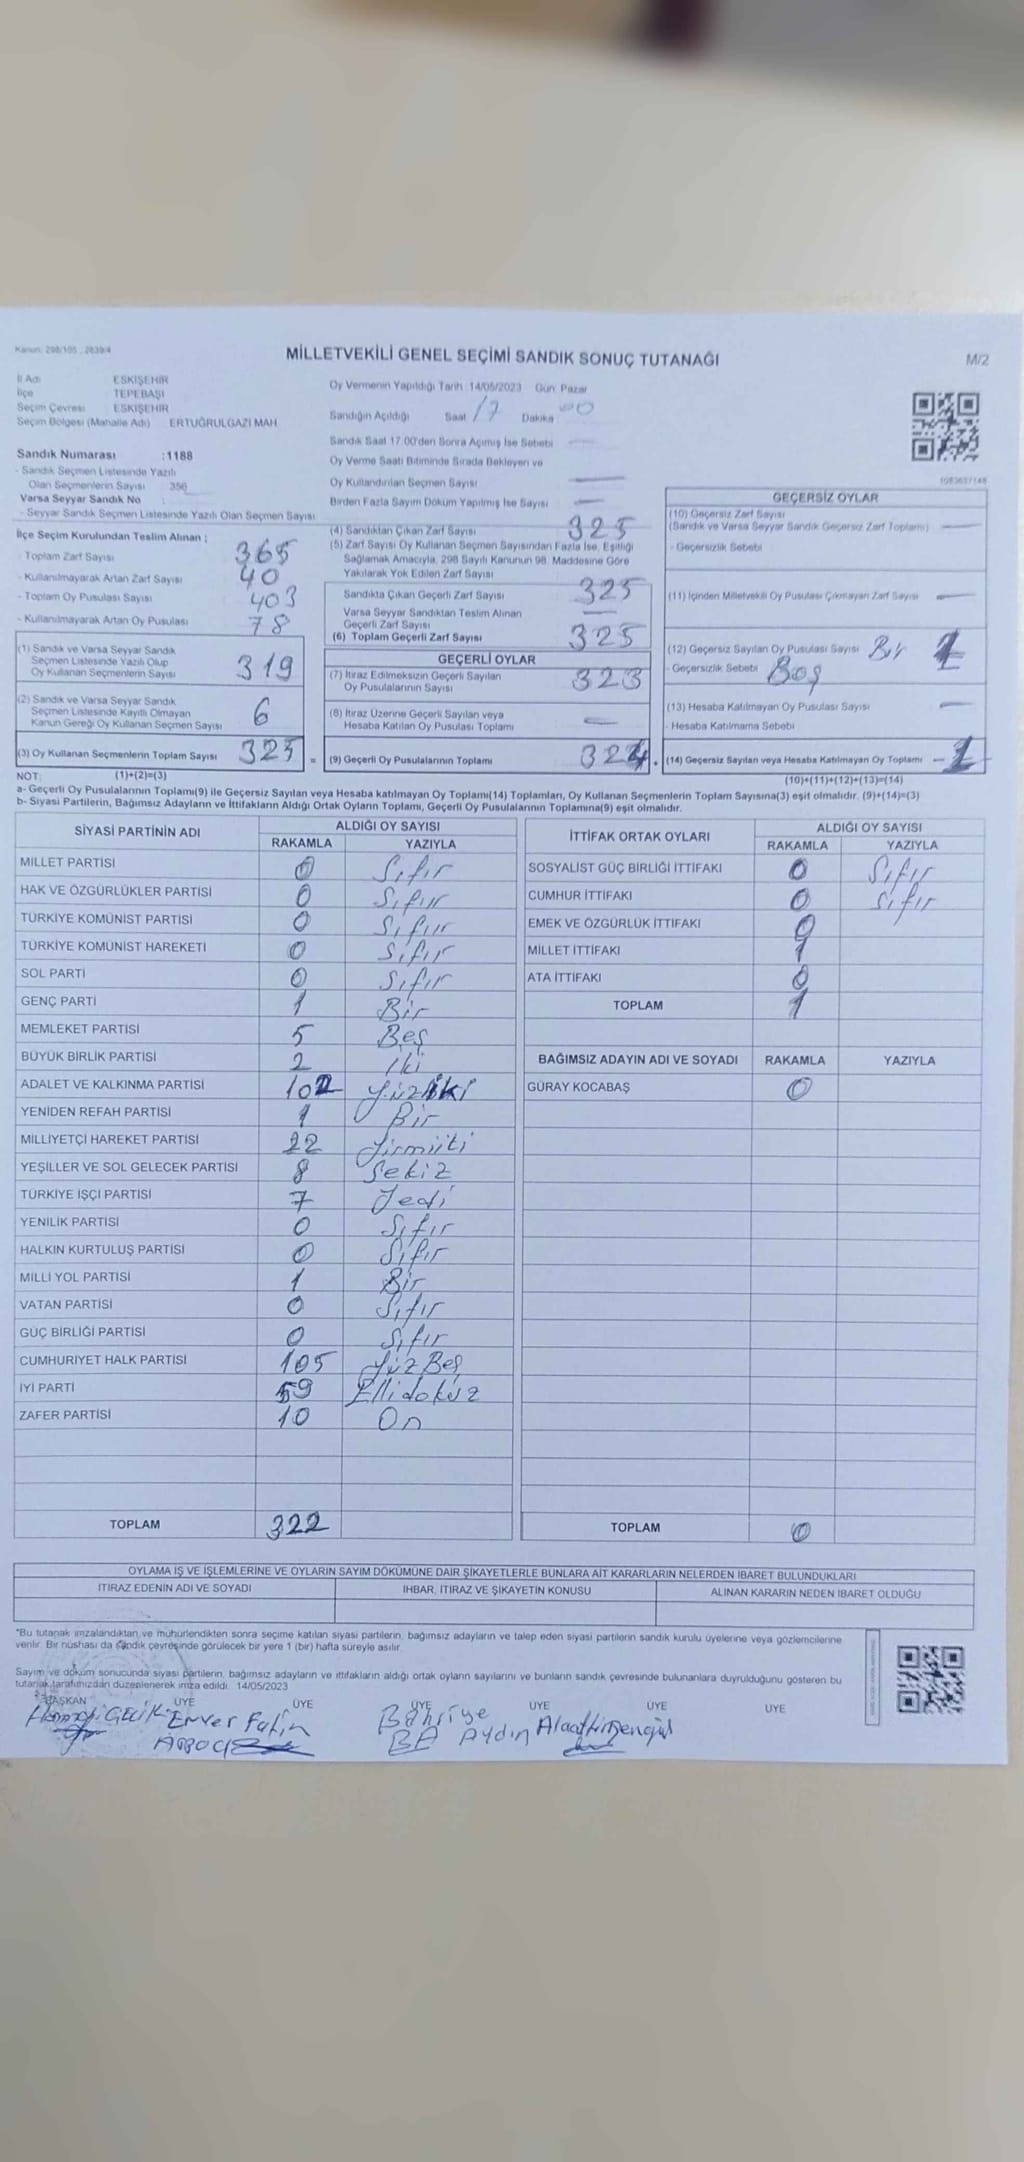 Kanun: 298/105 , 2839/4
MİLLETVEKİLİ GENEL SEÇİMİ SANDIK SONUÇ TUTANAĞI
M/2
İl Adı ESKİŞEHİR
İlçe TEPEBAŞI
Seçim Çevresi ESKİŞEHİR
Seçim Bölgesi (Mahalle Adı) ERTUĞRULGAZİ MAH.
Sandık Numarası :1188
- Sandık Seçmen Listesinde Yazılı
Olan Seçmenlerin Sayısı 356
Varsa Seyyar Sandık No :
- Seyyar Sandık Seçmen Listesinde Yazılı Olan Seçmen Sayısı
İlçe Seçim Kurulundan Teslim Alınan ;
- Toplam Zarf Sayısı 365
- Kullanılmayarak Artan Zarf Sayısı 40
- Toplam Oy Pusulası Sayısı 403
- Kullanılmayarak Artan Oy Pusulası 78
(1) Sandık ve Varsa Seyyar Sandık
Seçmen Listesinde Yazılı Olup
Oy Kullanan Seçmenlerin Sayısı 319
(2) Sandık ve Varsa Seyyar Sandık
Seçmen Listesinde Kayıtlı Olmayan
Kanun Gereği Oy Kullanan Seçmen Sayısı 6
(3) Oy Kullanan Seçmenlerin Toplam Sayısı 325 =
Oy Vermenin Yapıldığı Tarih :14/05/2023 Gün: Pazar
Sandığın Açıldığı Saat 17 Dakika 00
Sandık Saat 17:00'den Sonra Açımış İse Sebebi —
Oy Verme Saati Bitiminde Sırada Bekleyen ve
Oy Kullandırılan Seçmen Sayısı —
Birden Fazla Sayım Döküm Yapılmış İse Sayısı —
(4) Sandıktan Çıkan Zarf Sayısı 325
(5) Zarf Sayısı Oy Kullanan Seçmen Sayısından Fazla İse, Eşitliği
Sağlamak Amacıyla, 298 Sayılı Kanunun 98. Maddesine Göre
Yakılarak Yok Edilen Zarf Sayısı
Sandıkta Çıkan Geçerli Zarf Sayısı 325
Varsa Seyyar Sandıktan Teslim Alınan
Geçerli Zarf Sayısı —
(6) Toplam Geçerli Zarf Sayısı 325
GEÇERLİ OYLAR
(7) İtiraz Edilmeksizin Geçerli Sayılan
Oy Pusulalarının Sayısı 323
(8) İtiraz Üzerine Geçerli Sayılan veya
Hesaba Katılan Oy Pusulası Toplamı —
(9) Geçerli Oy Pusulalarının Toplamı 324 +
1083637148
GEÇERSİZ OYLAR
(10) Geçersiz Zarf Sayısı
(Sandık ve Varsa Seyyar Sandık Geçersiz Zarf Toplamı) —
- Geçersizlik Sebebi
(11) İçinden Milletvekili Oy Pusulası Çıkmayan Zarf Sayısı —
(12) Geçersiz Sayılan Oy Pusulası Sayısı Bir 1
- Geçersizlik Sebebi Boş
(13) Hesaba Katılmayan Oy Pusulası Sayısı —
- Hesaba Katılmama Sebebi
(14) Geçersiz Sayılan veya Hesaba Katılmayan Oy Toplamı -1
NOT: (1)+(2)=(3)
(10)+(11)+(12)+(13)=(14)
a- Geçerli Oy Pusulalarının Toplamı(9) ile Geçersiz Sayılan veya Hesaba katılmayan Oy Toplamı(14) Toplamları, Oy Kullanan Seçmenlerin Toplam Sayısına(3) eşit olmalıdır. (9)+(14)=(3)
b- Siyasi Partilerin, Bağımsız Adayların ve İttifakların Aldığı Ortak Oyların Toplamı, Geçerli Oy Pusulalarının Toplamına(9) eşit olmalıdır.
SİYASİ PARTİNİN ADI ALDIĞI OY SAYISI
RAKAMLA YAZIYLA
MİLLET PARTİSİ 0 Sıfır
HAK VE ÖZGÜRLÜKLER PARTİSİ 0 Sıfır
TÜRKİYE KOMÜNİST PARTİSİ 0 Sıfır
TÜRKİYE KOMÜNİST HAREKETİ 0 Sıfır
SOL PARTİ 0 Sıfır
GENÇ PARTİ 1 Bir
MEMLEKET PARTİSİ 5 Beş
BÜYÜK BİRLİK PARTİSİ 2 İki
ADALET VE KALKINMA PARTİSİ 102 Yüziki
YENİDEN REFAH PARTİSİ 1 Bir
MİLLİYETÇİ HAREKET PARTİSİ 22 Yirmiiki
YEŞİLLER VE SOL GELECEK PARTİSİ 8 Sekiz
TÜRKİYE İŞÇİ PARTİSİ 7 Yedi
YENİLİK PARTİSİ 0 Sıfır
HALKIN KURTULUŞ PARTİSİ 0 Sıfır
MİLLİ YOL PARTİSİ 1 Bir
VATAN PARTİSİ 0 Sıfır
GÜÇ BİRLİĞİ PARTİSİ 0 Sıfır
CUMHURİYET HALK PARTİSİ 105 Yüz Beş
İYİ PARTİ 59 Ellidokuz
ZAFER PARTİSİ 10 On
TOPLAM 322
İTTİFAK ORTAK OYLARI ALDIĞI OY SAYISI
RAKAMLA YAZIYLA
SOSYALİST GÜÇ BİRLİĞİ İTTİFAKI 0 Sıfır
CUMHUR İTTİFAKI 0 Sıfır
EMEK VE ÖZGÜRLÜK İTTİFAKI 0
MİLLET İTTİFAKI 1
ATA İTTİFAKI 0
TOPLAM 1
BAĞIMSIZ ADAYIN ADI VE SOYADI RAKAMLA YAZIYLA
GÜRAY KOCABAŞ 0
TOPLAM 0
OYLAMA İŞ VE İŞLEMLERİNE VE OYLARIN SAYIM DÖKÜMÜNE DAİR ŞİKAYETLERLE BUNLARA AİT KARARLARIN NELERDEN İBARET BULUNDUKLARI
İTİRAZ EDENİN ADI VE SOYADI İHBAR, İTİRAZ VE ŞİKAYETİN KONUSU ALINAN KARARIN NEDEN İBARET OLDUĞU
*Bu tutanak imzalandıktan ve mühürlendikten sonra seçime katılan siyasi partilerin, bağımsız adayların ve talep eden siyasi partilerin sandık kurulu üyelerine veya gözlemcilerine
verilir. Bir nüshası da sandık çevresinde görülecek bir yere 1 (bir) hafta süreyle asılır.
Sayım ve döküm sonucunda siyasi partilerin, bağımsız adayların ve ittifakların aldığı ortak oyların sayılarını ve bunların sandık çevresinde bulunanlara duyrulduğunu gösteren bu
tutanak tarafımızdan düzenlenerek imza edildi. 14/05/2023
BAŞKAN ÜYE ÜYE ÜYE ÜYE ÜYE ÜYE
Enver Fatin Bahriye Aydın